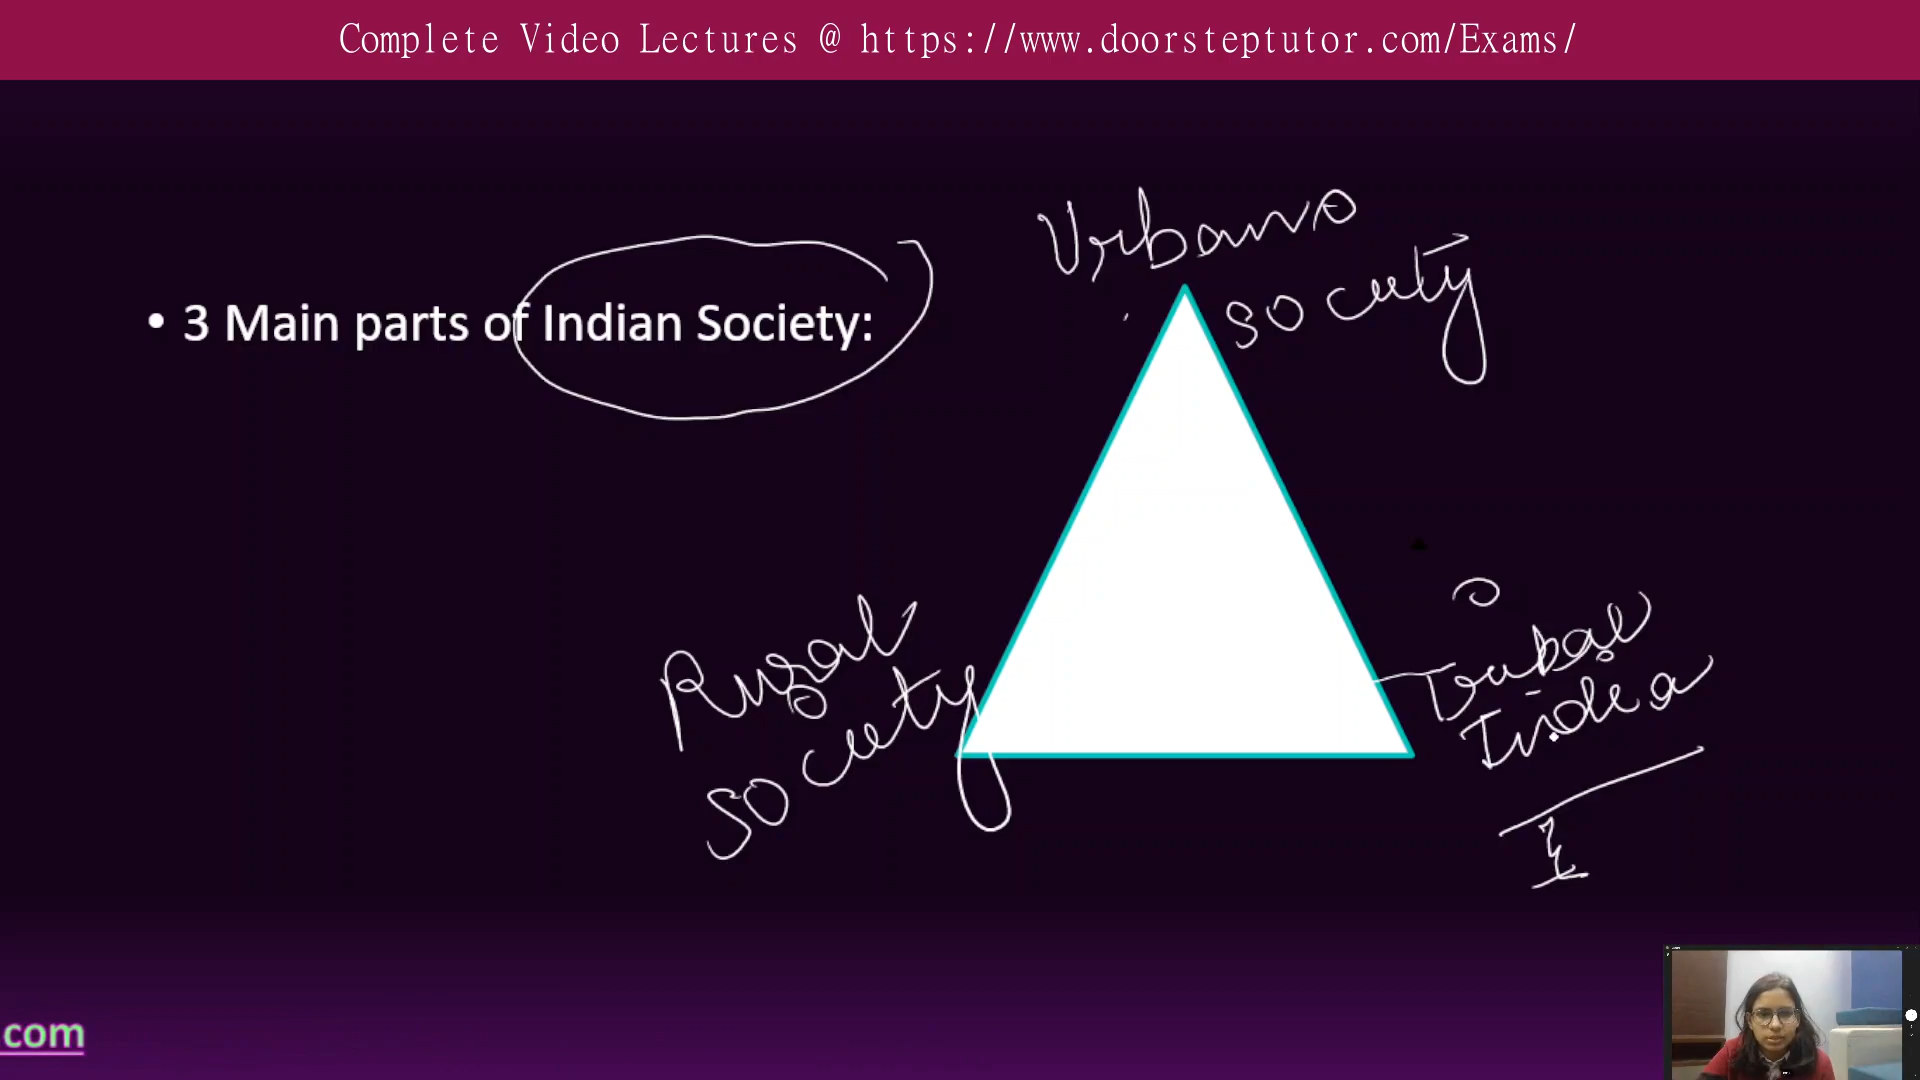 Complete Video Lectures @ https://www.doorsteptutor.com/Exams/
Urban
society
• 3 Main parts of Indian Society:
Rural
society
Tribal
India
com